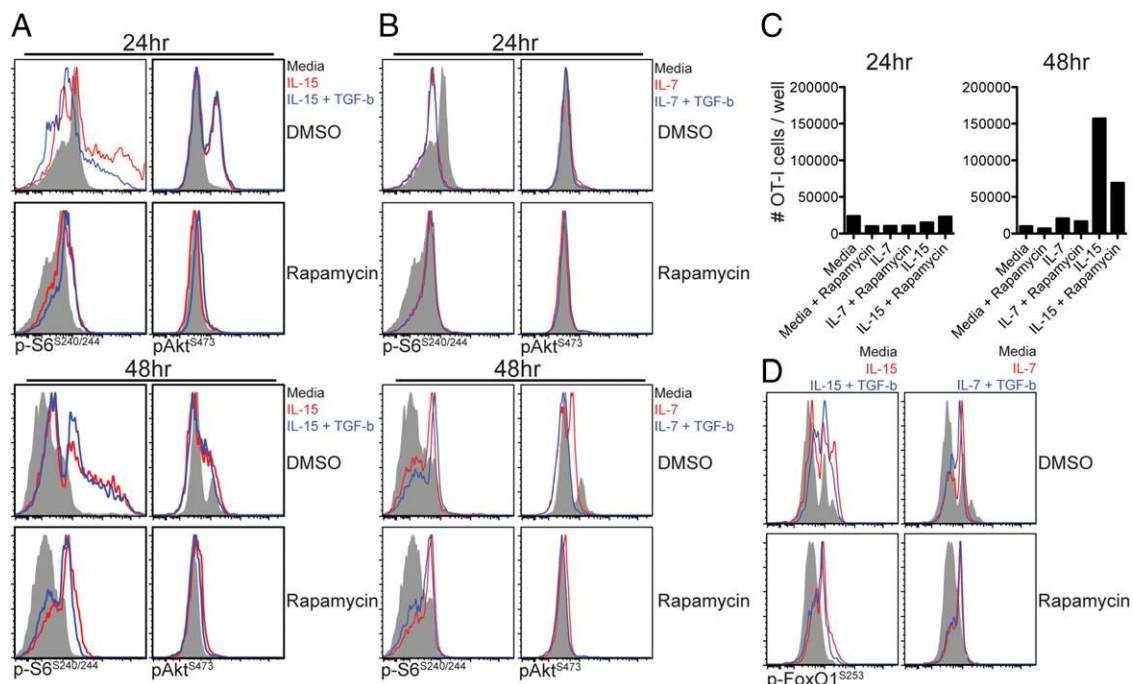 A
24hr
Media
IL-15
IL-15 + TGF-b
DMSO
Rapamycin
p-S6S240/244
pAktS473
48hr
Media
IL-15
IL-15 + TGF-b
DMSO
Rapamycin
p-S6S240/244
pAktS473
B
24hr
Media
IL-7
IL-7 + TGF-b
DMSO
Rapamycin
p-S6S240/244
pAktS473
48hr
Media
IL-7
IL-7 + TGF-b
DMSO
Rapamycin
p-S6S240/244
pAktS473
C
# OT-I cells / well
24hr
200000
150000
100000
50000
0
Media
Media + Rapamycin
IL-7
IL-7 + Rapamycin
IL-15
IL-15 + Rapamycin
48hr
200000
150000
100000
50000
0
Media
Media + Rapamycin
IL-7
IL-7 + Rapamycin
IL-15
IL-15 + Rapamycin
D
Media
IL-15
IL-15 + TGF-b
Media
IL-7
IL-7 + TGF-b
DMSO
Rapamycin
p-FoxO1S253